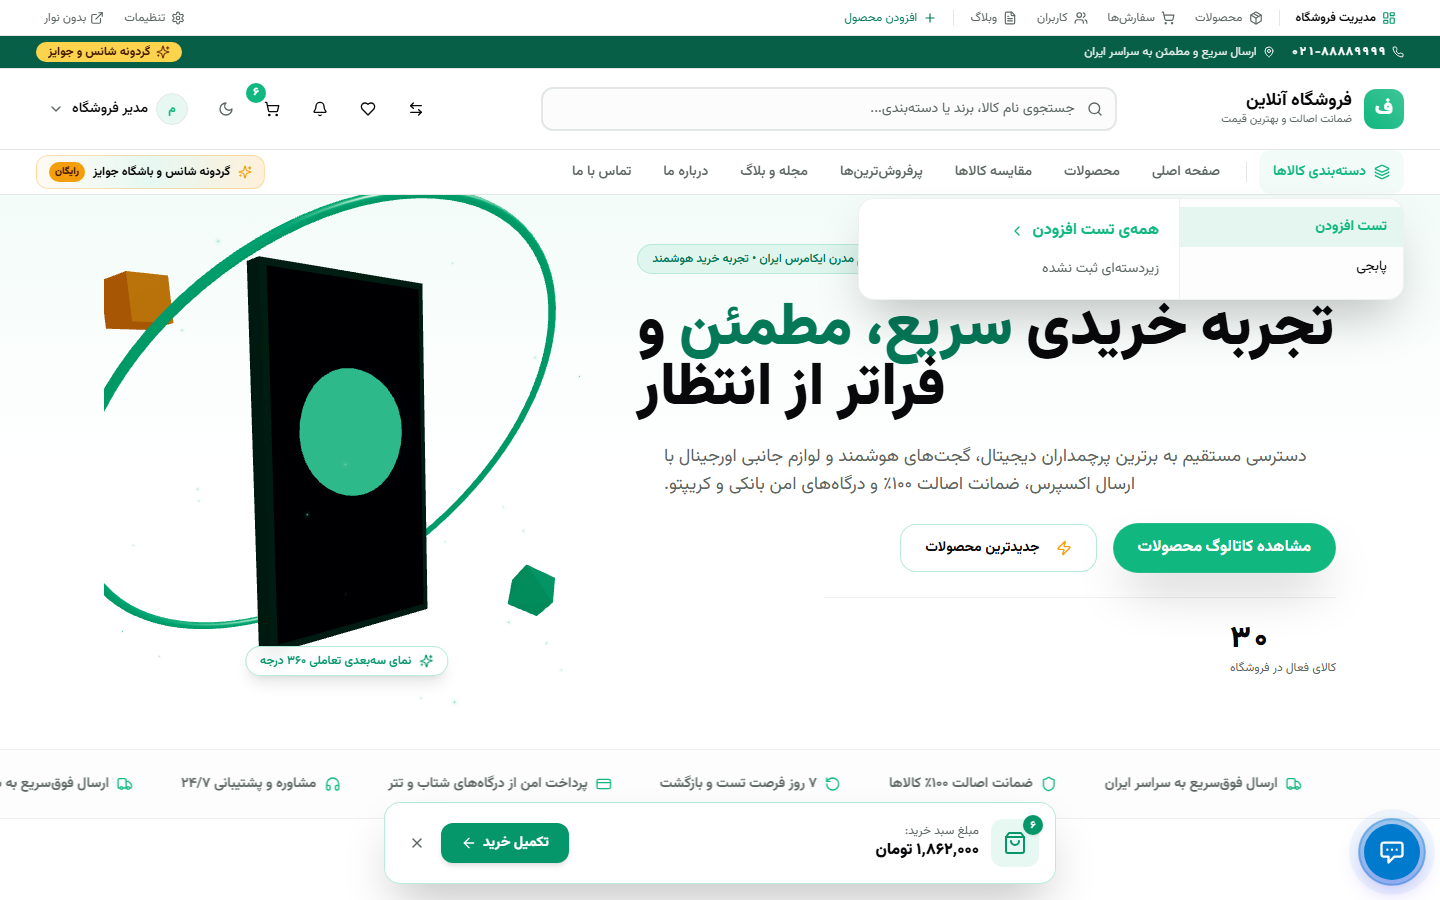 مدیریت فروشگاه
محصولات
سفارش‌ها
کاربران
وبلاگ
افزودن محصول
تنظیمات
بدون نوار
۰۲۱-۸۸۸۸۹۹۹۹
ارسال سریع و مطمئن به سراسر ایران
گردونه شانس و جوایز
ف
فروشگاه آنلاین
ضمانت اصالت و بهترین قیمت
جستجوی نام کالا، برند یا دسته‌بندی...
۶
م
مدیر فروشگاه
دسته‌بندی کالاها
صفحه اصلی
محصولات
مقایسه کالاها
پرفروش‌ترین‌ها
مجله و بلاگ
درباره ما
تماس با ما
گردونه شانس و باشگاه جوایز
رایگان
تست افزودن
پابجی
همه‌ی تست افزودن
زیردسته‌ای ثبت نشده
مدرن ایکامرس ایران • تجربه خرید هوشمند
تجربه خریدی سریع، مطمئن و
فراتر از انتظار
دسترسی مستقیم به برترین پرچمداران دیجیتال، گجت‌های هوشمند و لوازم جانبی اورجینال با
ارسال اکسپرس، ضمانت اصالت ۱۰۰٪ و درگاه‌های امن بانکی و کریپتو.
مشاهده کاتالوگ محصولات
جدیدترین محصولات
۳۰
کالای فعال در فروشگاه
نمای سه‌بعدی تعاملی ۳۶۰ درجه
ارسال فوق‌سریع به سراسر ایران
ضمانت اصالت ۱۰۰٪ کالاها
۷ روز فرصت تست و بازگشت
پرداخت امن از درگاه‌های شتاب و تتر
مشاوره و پشتیبانی ۲۴/۷
ارسال فوق‌سریع به
۶
مبلغ سبد خرید:
۱,۸۶۲,۰۰۰ تومان
تکمیل خرید